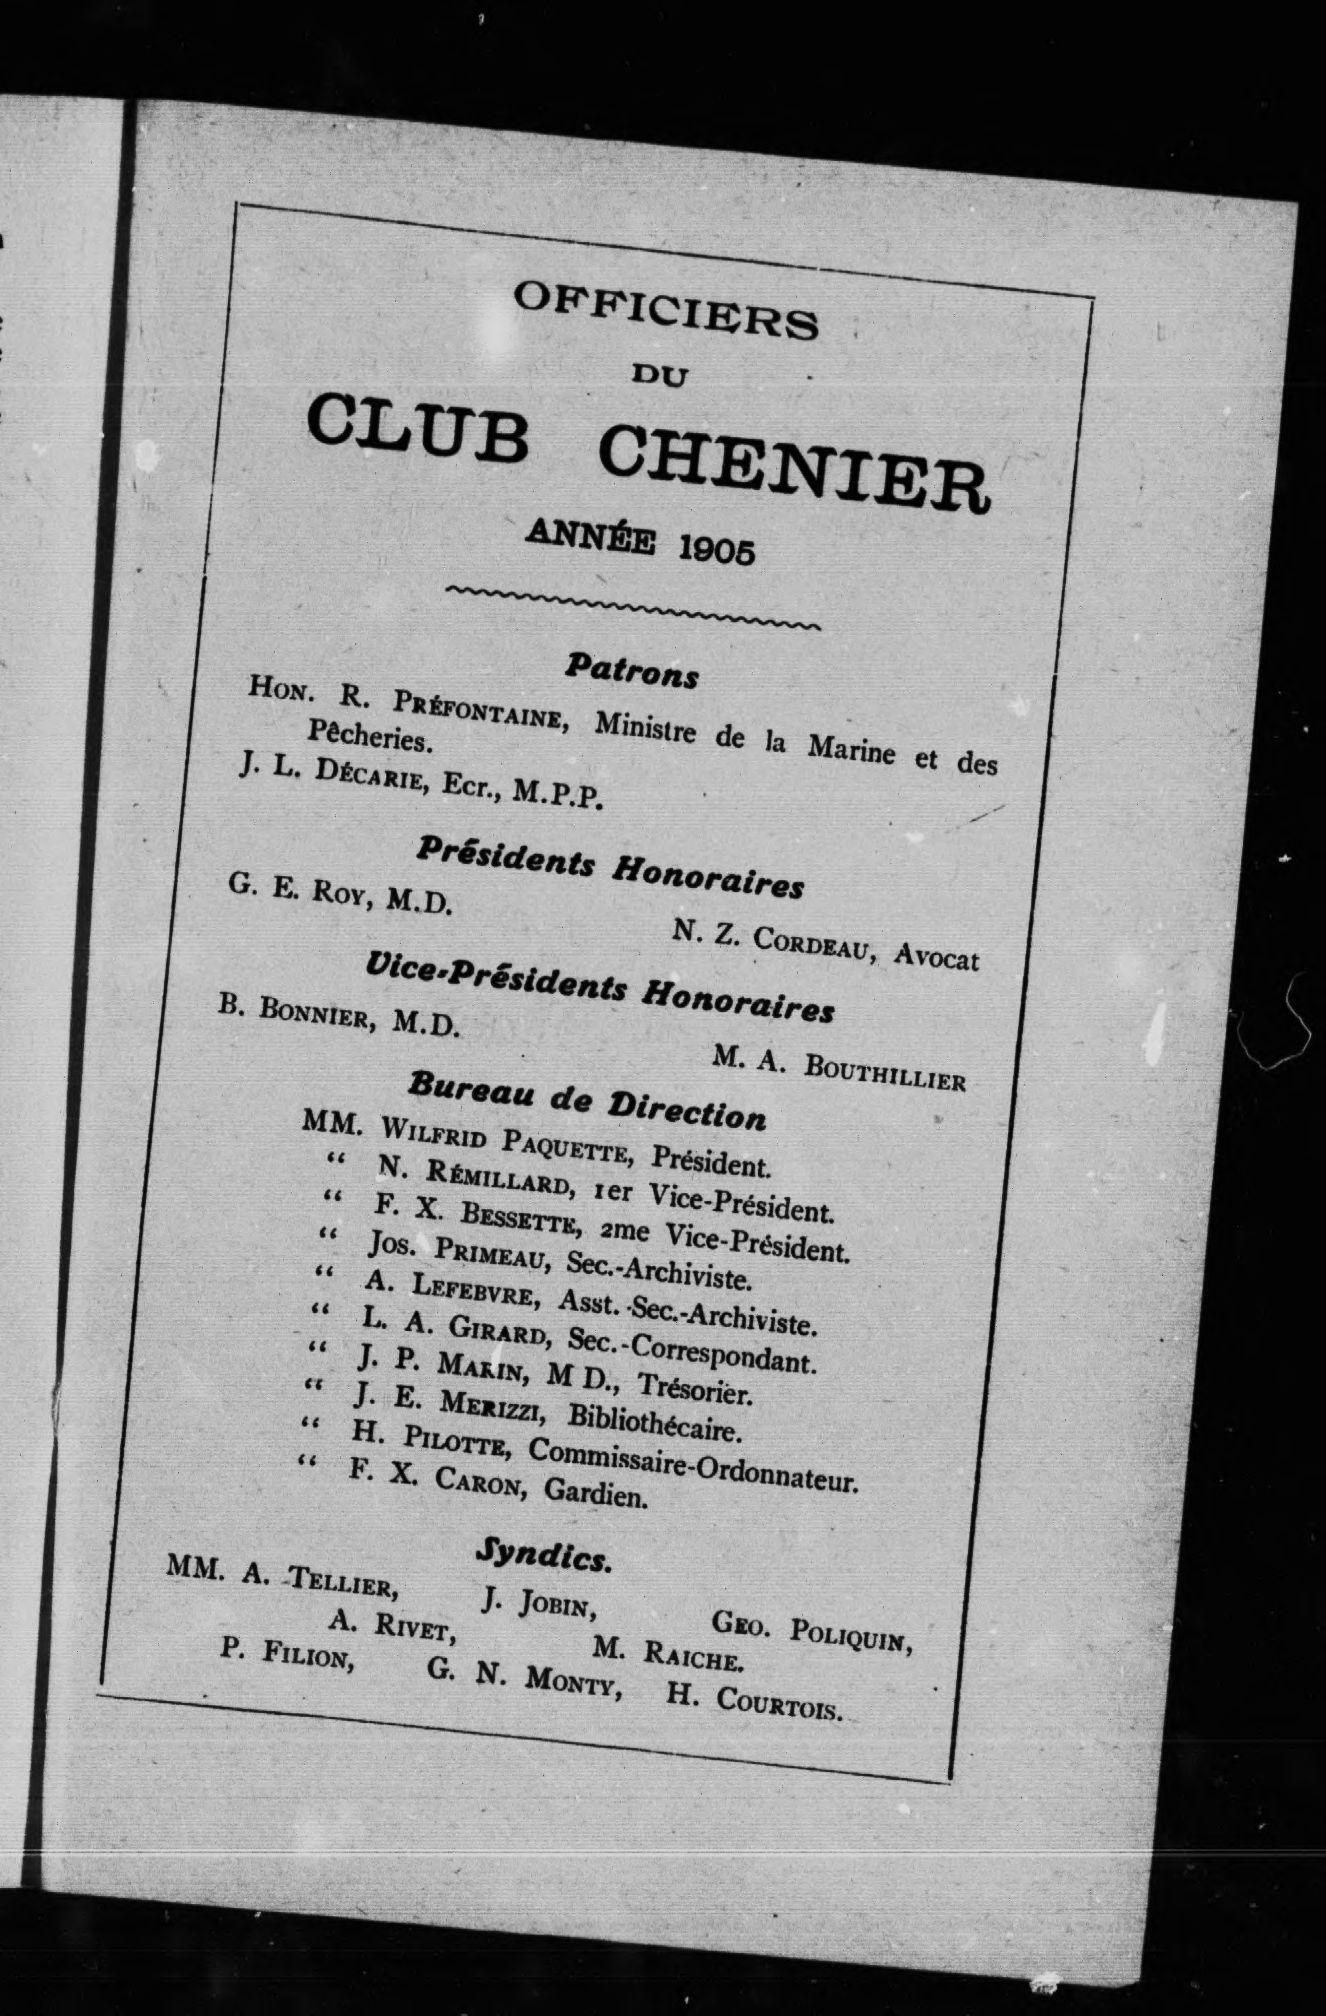 OFFICIERS
DU
CLUB CHENIER
ANNÉE 1905
Patrons
HON. R. PRÉFONTAINE, Ministre de la Marine et des
Pêcheries.
J. L. DÉCARIE, Ecr., M.P.P.
Présidents Honoraires
G. E. ROY, M.D. N. Z. CORDEAU, Avocat
Vice-Présidents Honoraires
B. BONNIER, M.D. M. A. BOUTHILLIER
Bureau de Direction
MM. WILFRID PAQUETTE, Président.
“ N. RÉMILLARD, 1er Vice-Président.
“ F. X. BESSETTE, 2me Vice-Président.
“ JOS. PRIMEAU, Sec.-Archiviste.
“ A. LEFEBVRE, Asst.-Sec.-Archiviste.
“ L. A. GIRARD, Sec.-Correspondant.
“ J. P. MARIN, M D., Trésorier.
“ J. E. MERIZZI, Bibliothécaire.
“ H. PILOTTE, Commissaire-Ordonnateur.
“ F. X. CARON, Gardien.
Syndics.
MM. A. TELLIER, J. JOBIN, GEO. POLIQUIN,
A. RIVET, M. RAICHE.
P. FILION, G. N. MONTY, H. COURTOIS.